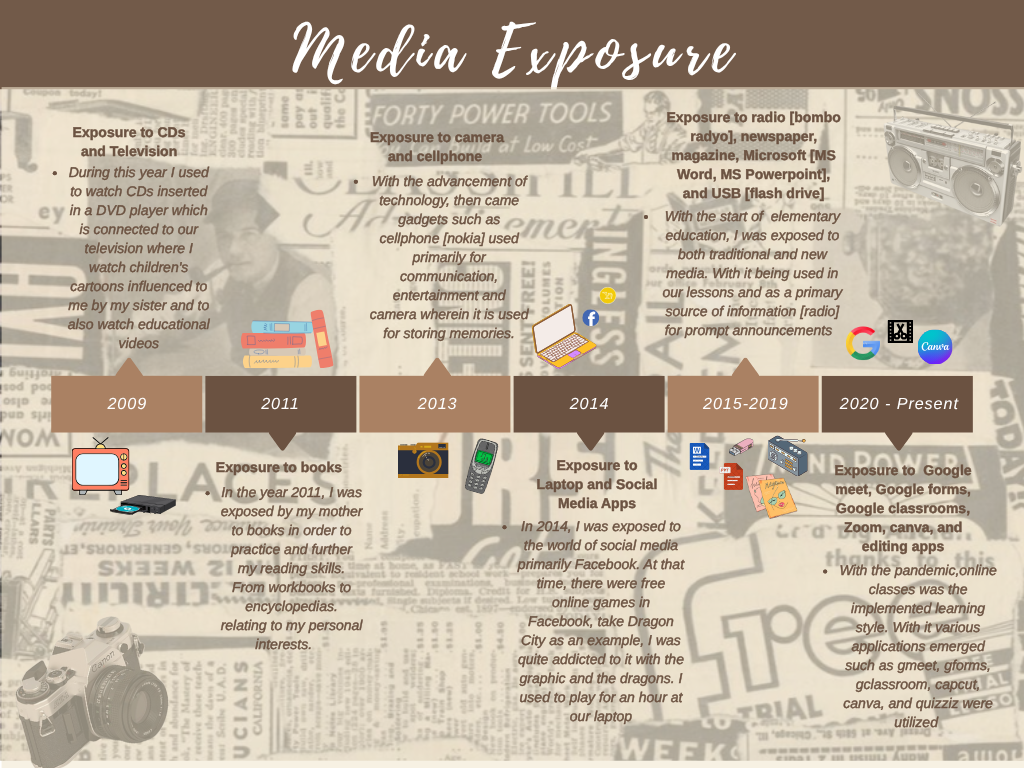 Media Exposure
Exposure to CDs
and Television
• During this year I used
to watch CDs inserted
in a DVD player which
is connected to our
television where I
watch children's
cartoons influenced to
me by my sister and to
also watch educational
videos
Exposure to camera
and cellphone
• With the advancement of
technology, then came
gadgets such as
cellphone [nokia] used
primarily for
communication,
entertainment and
camera wherein it is used
for storing memories.
Exposure to radio [bombo
radyo], newspaper,
magazine, Microsoft [MS
Word, MS Powerpoint],
and USB [flash drive]
• With the start of elementary
education, I was exposed to
both traditional and new
media. With it being used in
our lessons and as a primary
source of information [radio]
for prompt announcements
Canva
2009
2011
2013
2014
2015-2019
2020 - Present
Exposure to books
• In the year 2011, I was
exposed by my mother
to books in order to
practice and further
my reading skills.
From workbooks to
encyclopedias.
relating to my personal
interests.
Exposure to
Laptop and Social
Media Apps
• In 2014, I was exposed to
the world of social media
primarily Facebook. At that
time, there were free
online games in
Facebook, take Dragon
City as an example, I was
quite addicted to it with the
graphic and the dragons. I
used to play for an hour at
our laptop
Exposure to Google
meet, Google forms,
Google classrooms,
Zoom, canva, and
editing apps
• With the pandemic,online
classes was the
implemented learning
style. With it various
applications emerged
such as gmeet, gforms,
gclassroom, capcut,
canva, and quizziz were
utilized
FORTY POWER TOOLS
at Low Cost
SNOSS
Canon
free
TRIAL
WEEK
UCINS
CALIFORNIA